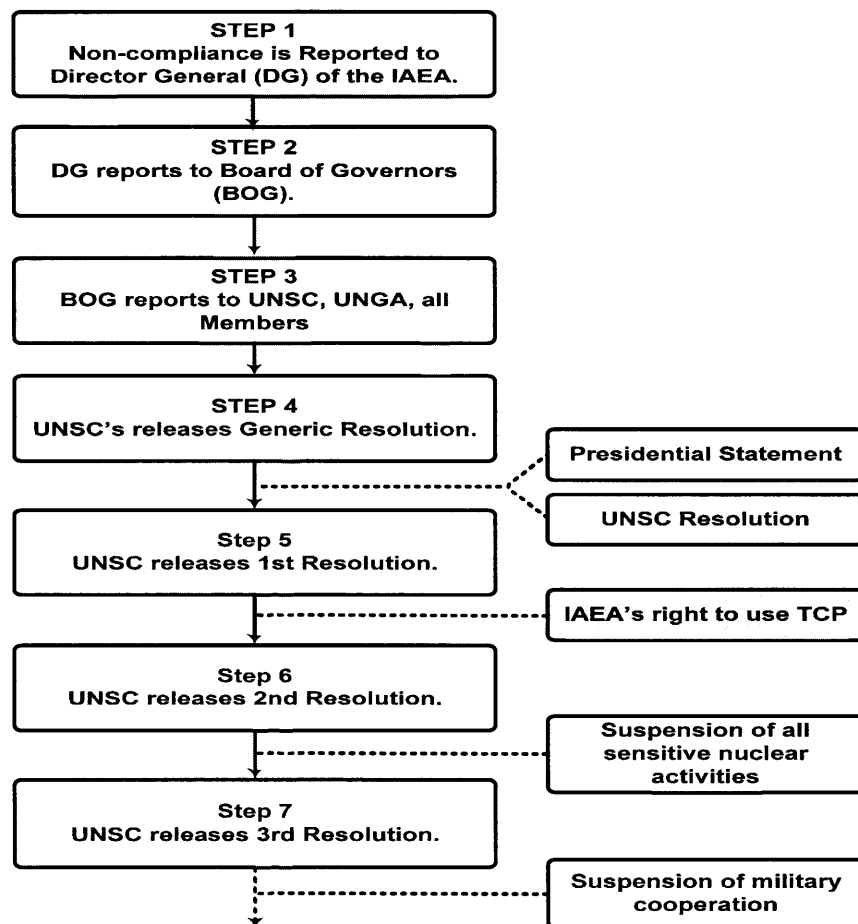 STEP 1
Non-compliance is Reported to
Director General (DG) of the IAEA.
STEP 2
DG reports to Board of Governors
(BOG).
STEP 3
BOG reports to UNSC, UNGA, all
Members
STEP 4
UNSC's releases Generic Resolution.
Presidential Statement
UNSC Resolution
Step 5
UNSC releases 1st Resolution.
IAEA's right to use TCP
Step 6
UNSC releases 2nd Resolution.
Suspension of all
sensitive nuclear
activities
Step 7
UNSC releases 3rd Resolution.
Suspension of military
cooperation